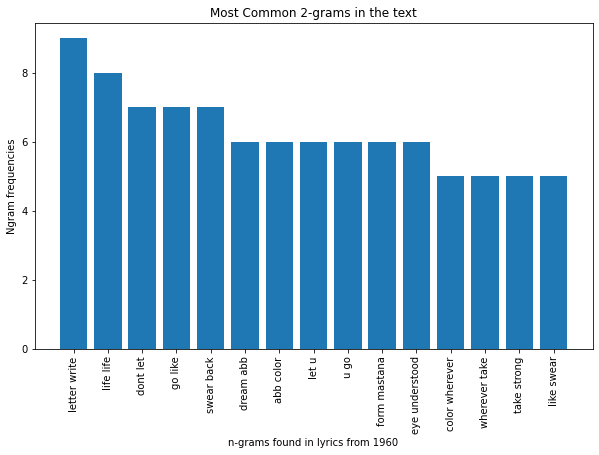 Most Common 2-grams in the text
Ngram frequencies
8
6
4
2
0
letter write
life life
dont let
go like
swear back
dream abb
abb color
let u
u go
form mastana
eye understood
color wherever
wherever take
take strong
like swear
n-grams found in lyrics from 1960